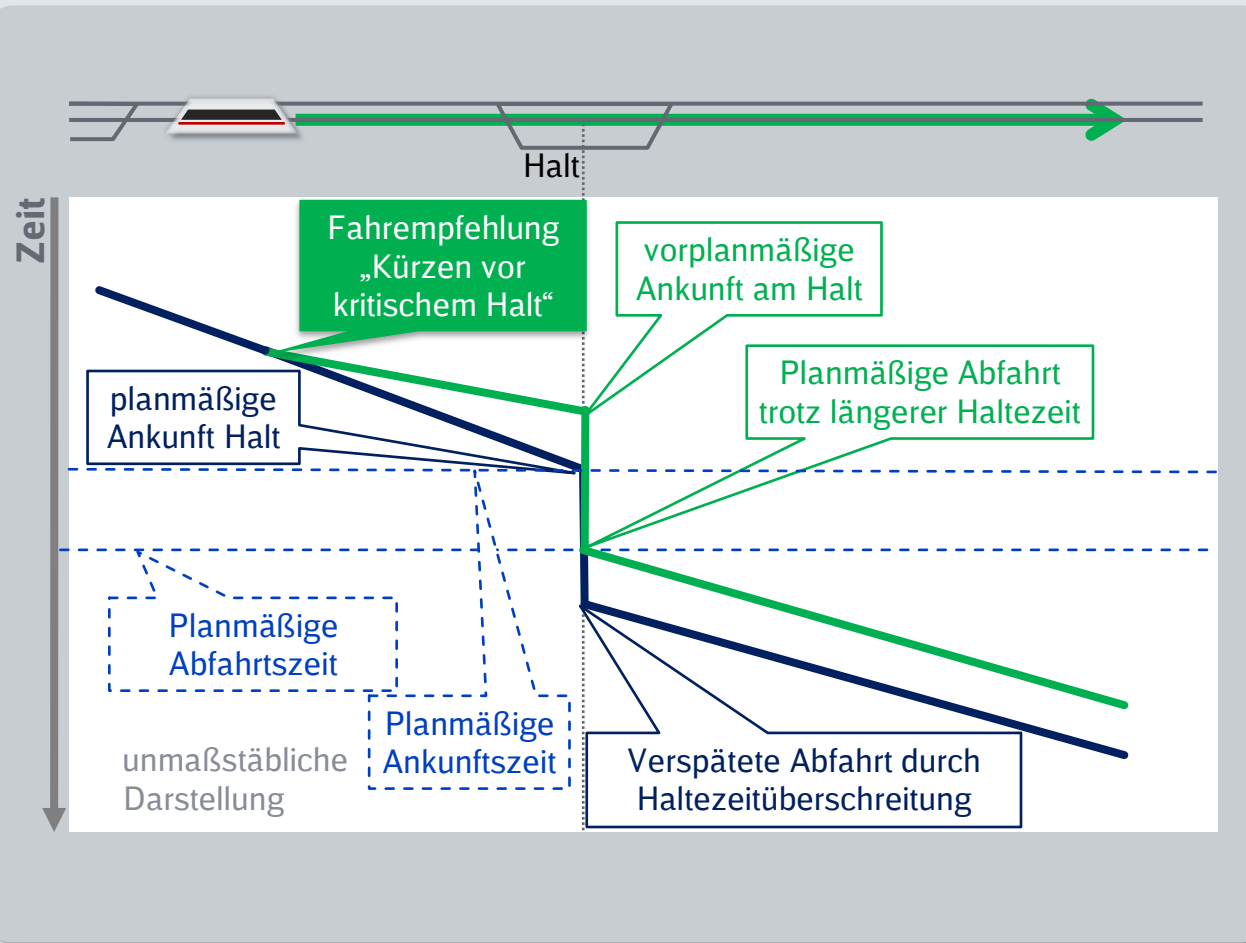 Halt
Zeit
Fahrempfehlung
„Kürzen vor
kritischem Halt“
vorplanmäßige
Ankunft am Halt
Planmäßige Abfahrt
trotz längerer Haltezeit
planmäßige
Ankunft Halt
Planmäßige
Abfahrtszeit
Planmäßige
Ankunftszeit
unmaßstäbliche
Darstellung
Verspätete Abfahrt durch
Haltezeitüberschreitung